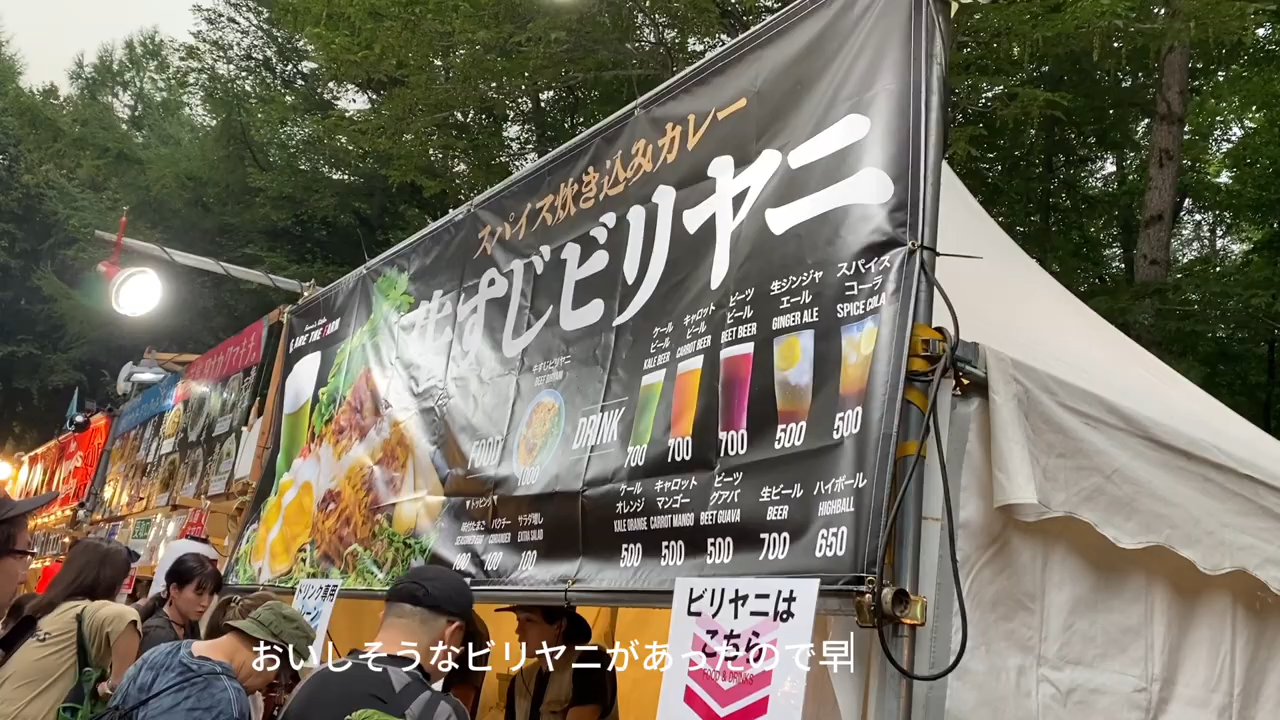 スパイス炊き込みカレー
牛すじビリヤニ
& ARE THE FARM
牛すじビリヤニ
BEEF BIRYANI
FOOD
1000
DRINK
ケール
ビール
KALE BEER
700
キャロット
ビール
CARROT BEER
700
ビーツ
ビール
BEET BEER
700
生ジンジャ
エール
GINGER ALE
500
スパイス
コーラ
SPICE COLA
500
▼トッピング▼
味付たまご
SEASONED EGG
100
パクチー
CORIANDER
100
サラダ増し
EXTRA SALAD
100
ケール
オレンジ
KALE ORANGE
500
キャロット
マンゴー
CARROT MANGO
500
ビーツ
グアバ
BEET GUAVA
500
生ビール
BEER
700
ハイボール
HIGHBALL
650
ドリンク専用
レーン
ビリヤニは
こちら
FOOD & DRINKS
おいしそうなビリヤニがあったので早